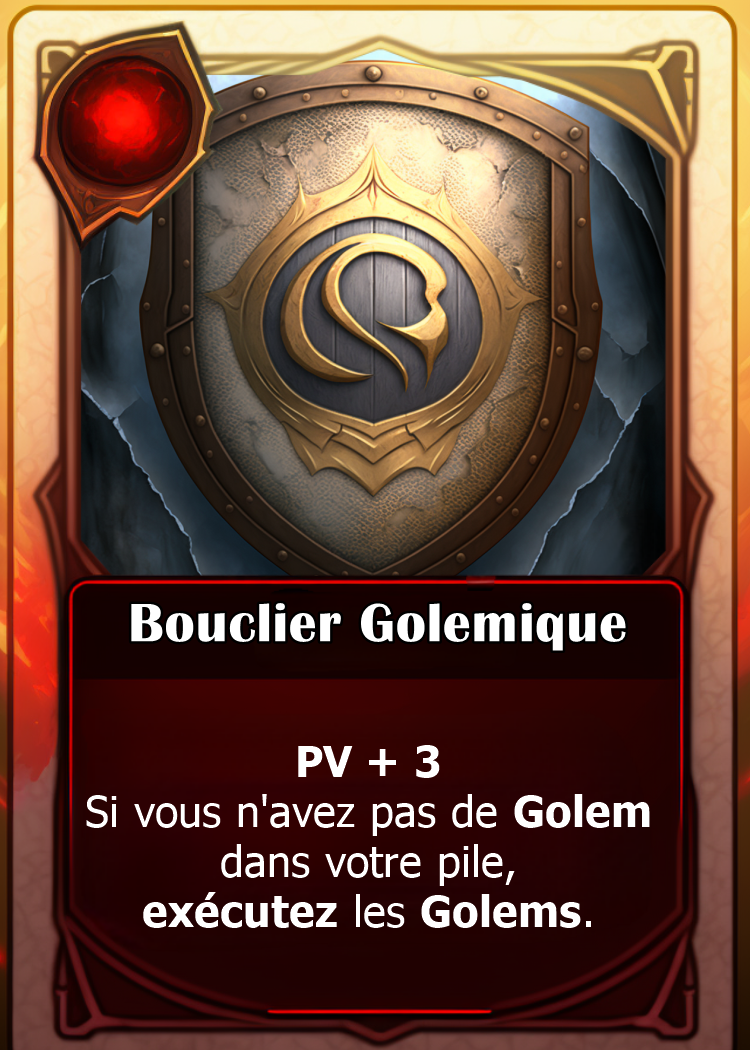 Bouclier Golemique
PV + 3
Si vous n'avez pas de Golem
dans votre pile,
exécutez les Golems.